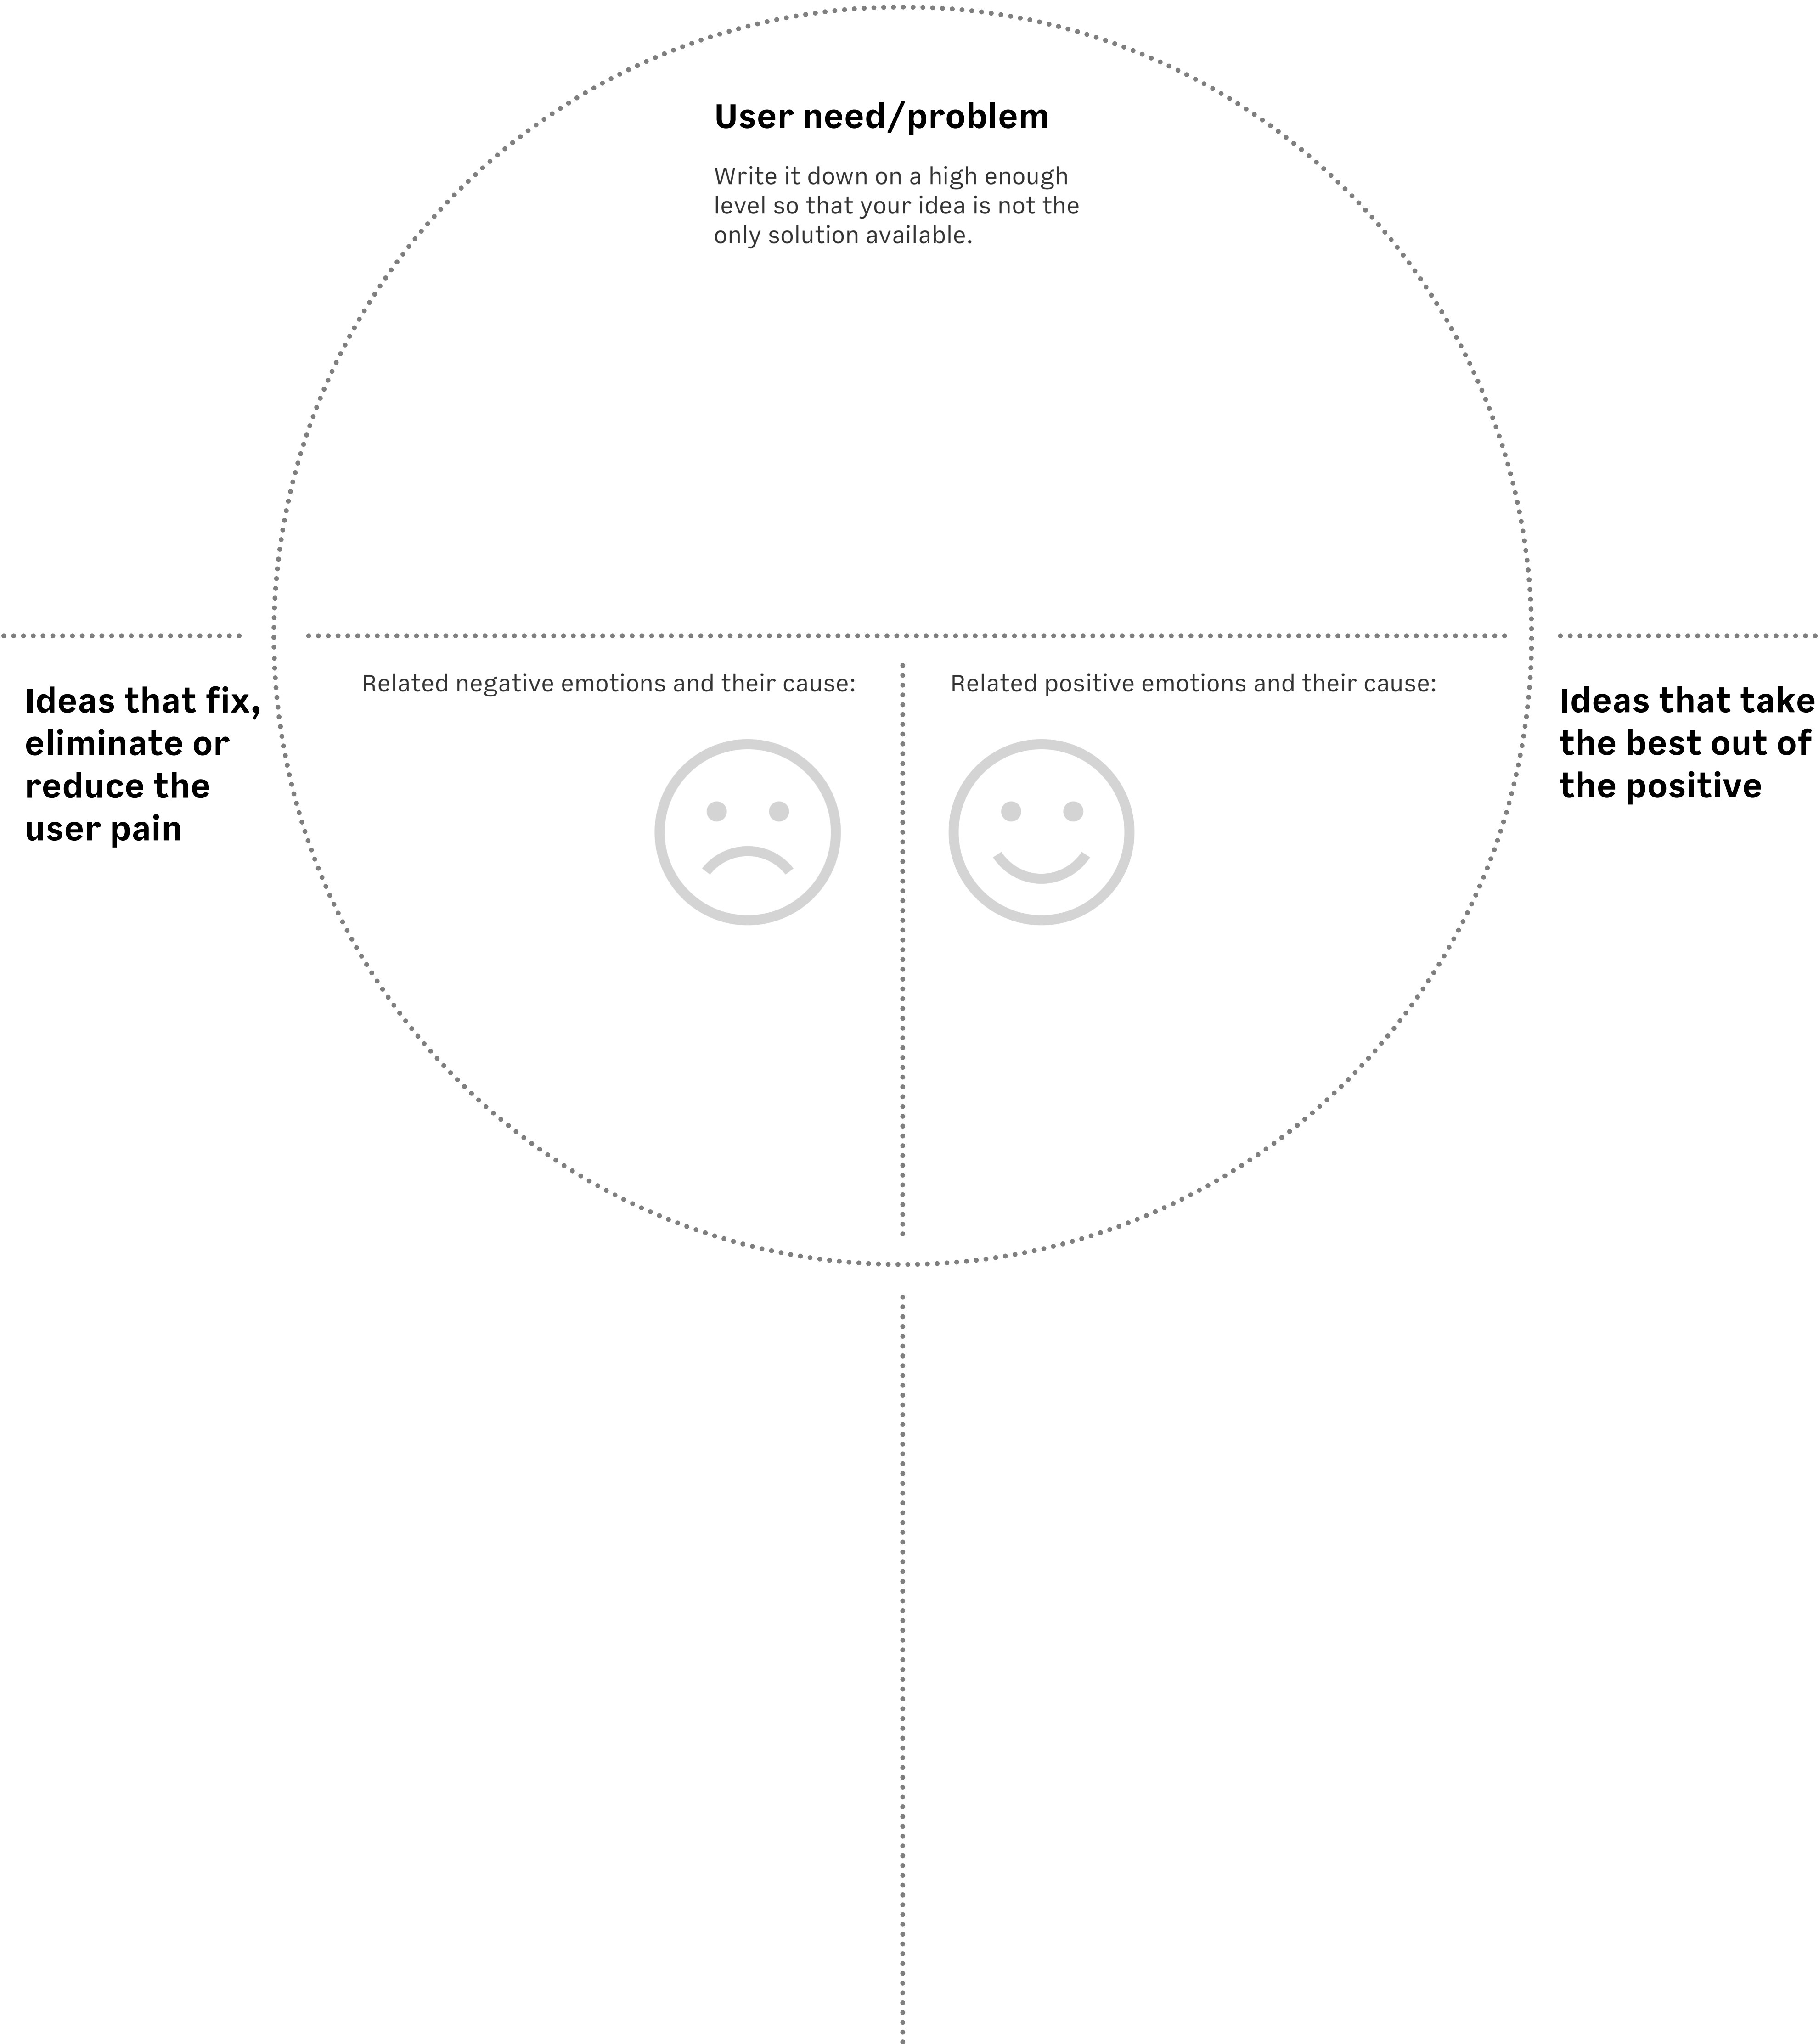 User need/problem
Write it down on a high enough
level so that your idea is not the
only solution available.
Related negative emotions and their cause:
Related positive emotions and their cause:
Ideas that fix,
eliminate or
reduce the
user pain
Ideas that take
the best out of
the positive